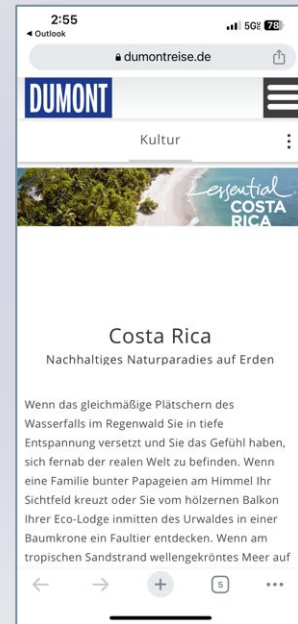 2:55
5G 78
◄ Outlook
dumontreise.de
DUMONT
Kultur
essential
COSTA
RICA
Costa Rica
Nachhaltiges Naturparadies auf Erden
Wenn das gleichmäßige Plätschern des
Wasserfalls im Regenwald Sie in tiefe
Entspannung versetzt und Sie das Gefühl haben,
sich fernab der realen Welt zu befinden. Wenn
eine Familie bunter Papageien am Himmel Ihr
Sichtfeld kreuzt oder Sie vom hölzernen Balkon
Ihrer Eco-Lodge inmitten des Urwaldes in einer
Baumkrone ein Faultier entdecken. Wenn am
tropischen Sandstrand wellengekröntes Meer auf
5